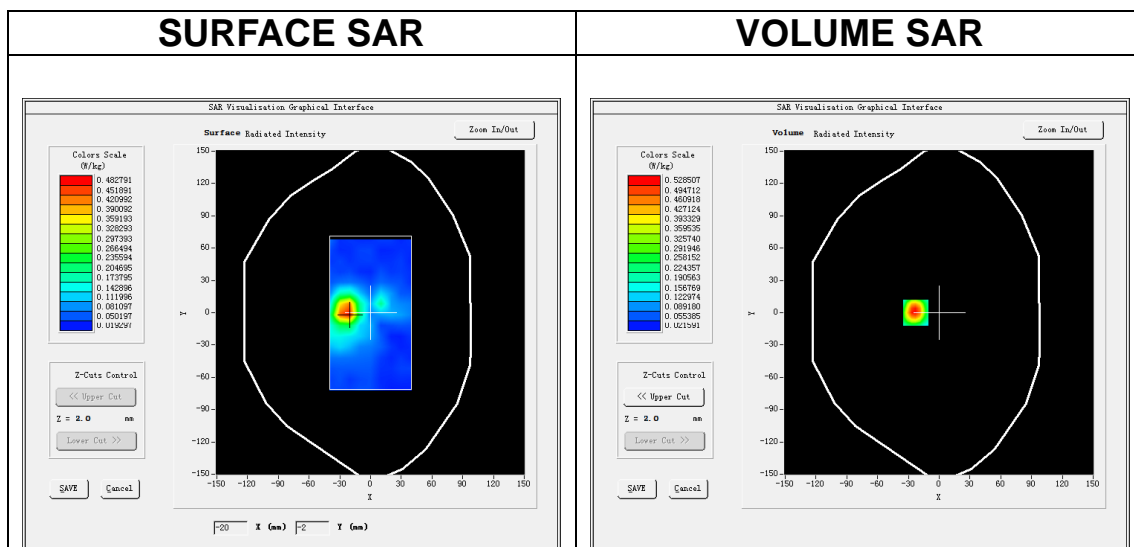 SURFACE SAR
VOLUME SAR
SAR Visualisation Graphical Interface
Surface Radiated Intensity
Zoom In/Out
Colors Scale
(W/kg)
0.482791
0.451891
0.420992
0.390092
0.359193
0.328293
0.297393
0.266494
0.235594
0.204695
0.173795
0.142896
0.111996
0.081097
0.050197
0.019297
Z-Cuts Control
<< Upper Cut
Z = 2.0 mm
Lower Cut >>
SAVE
Cancel
150
120
90
60
30
0
-30
-60
-90
-120
-150
Y
-150 -120 -90 -60 -30 0 30 60 90 120 150
X
-20 X (mm) -2 Y (mm)
SAR Visualisation Graphical Interface
Volume Radiated Intensity
Zoom In/Out
Colors Scale
(W/kg)
0.528507
0.494712
0.460918
0.427124
0.393329
0.359535
0.325740
0.291946
0.258152
0.224357
0.190563
0.156769
0.122974
0.089180
0.055385
0.021591
Z-Cuts Control
<< Upper Cut
Z = 2.0 mm
Lower Cut >>
SAVE
Cancel
150
120
90
60
30
0
-30
-60
-90
-120
-150
Y
-150 -120 -90 -60 -30 0 30 60 90 120 150
X